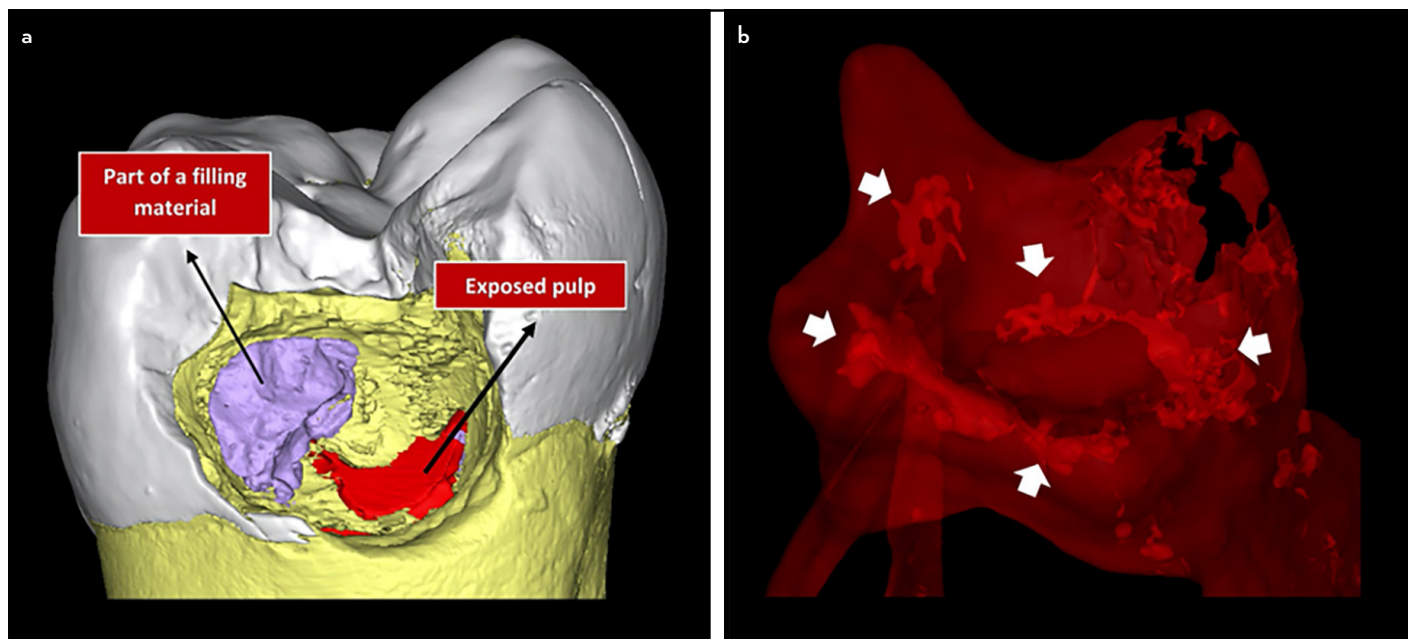 a
Part of a filling
material
Exposed pulp
b